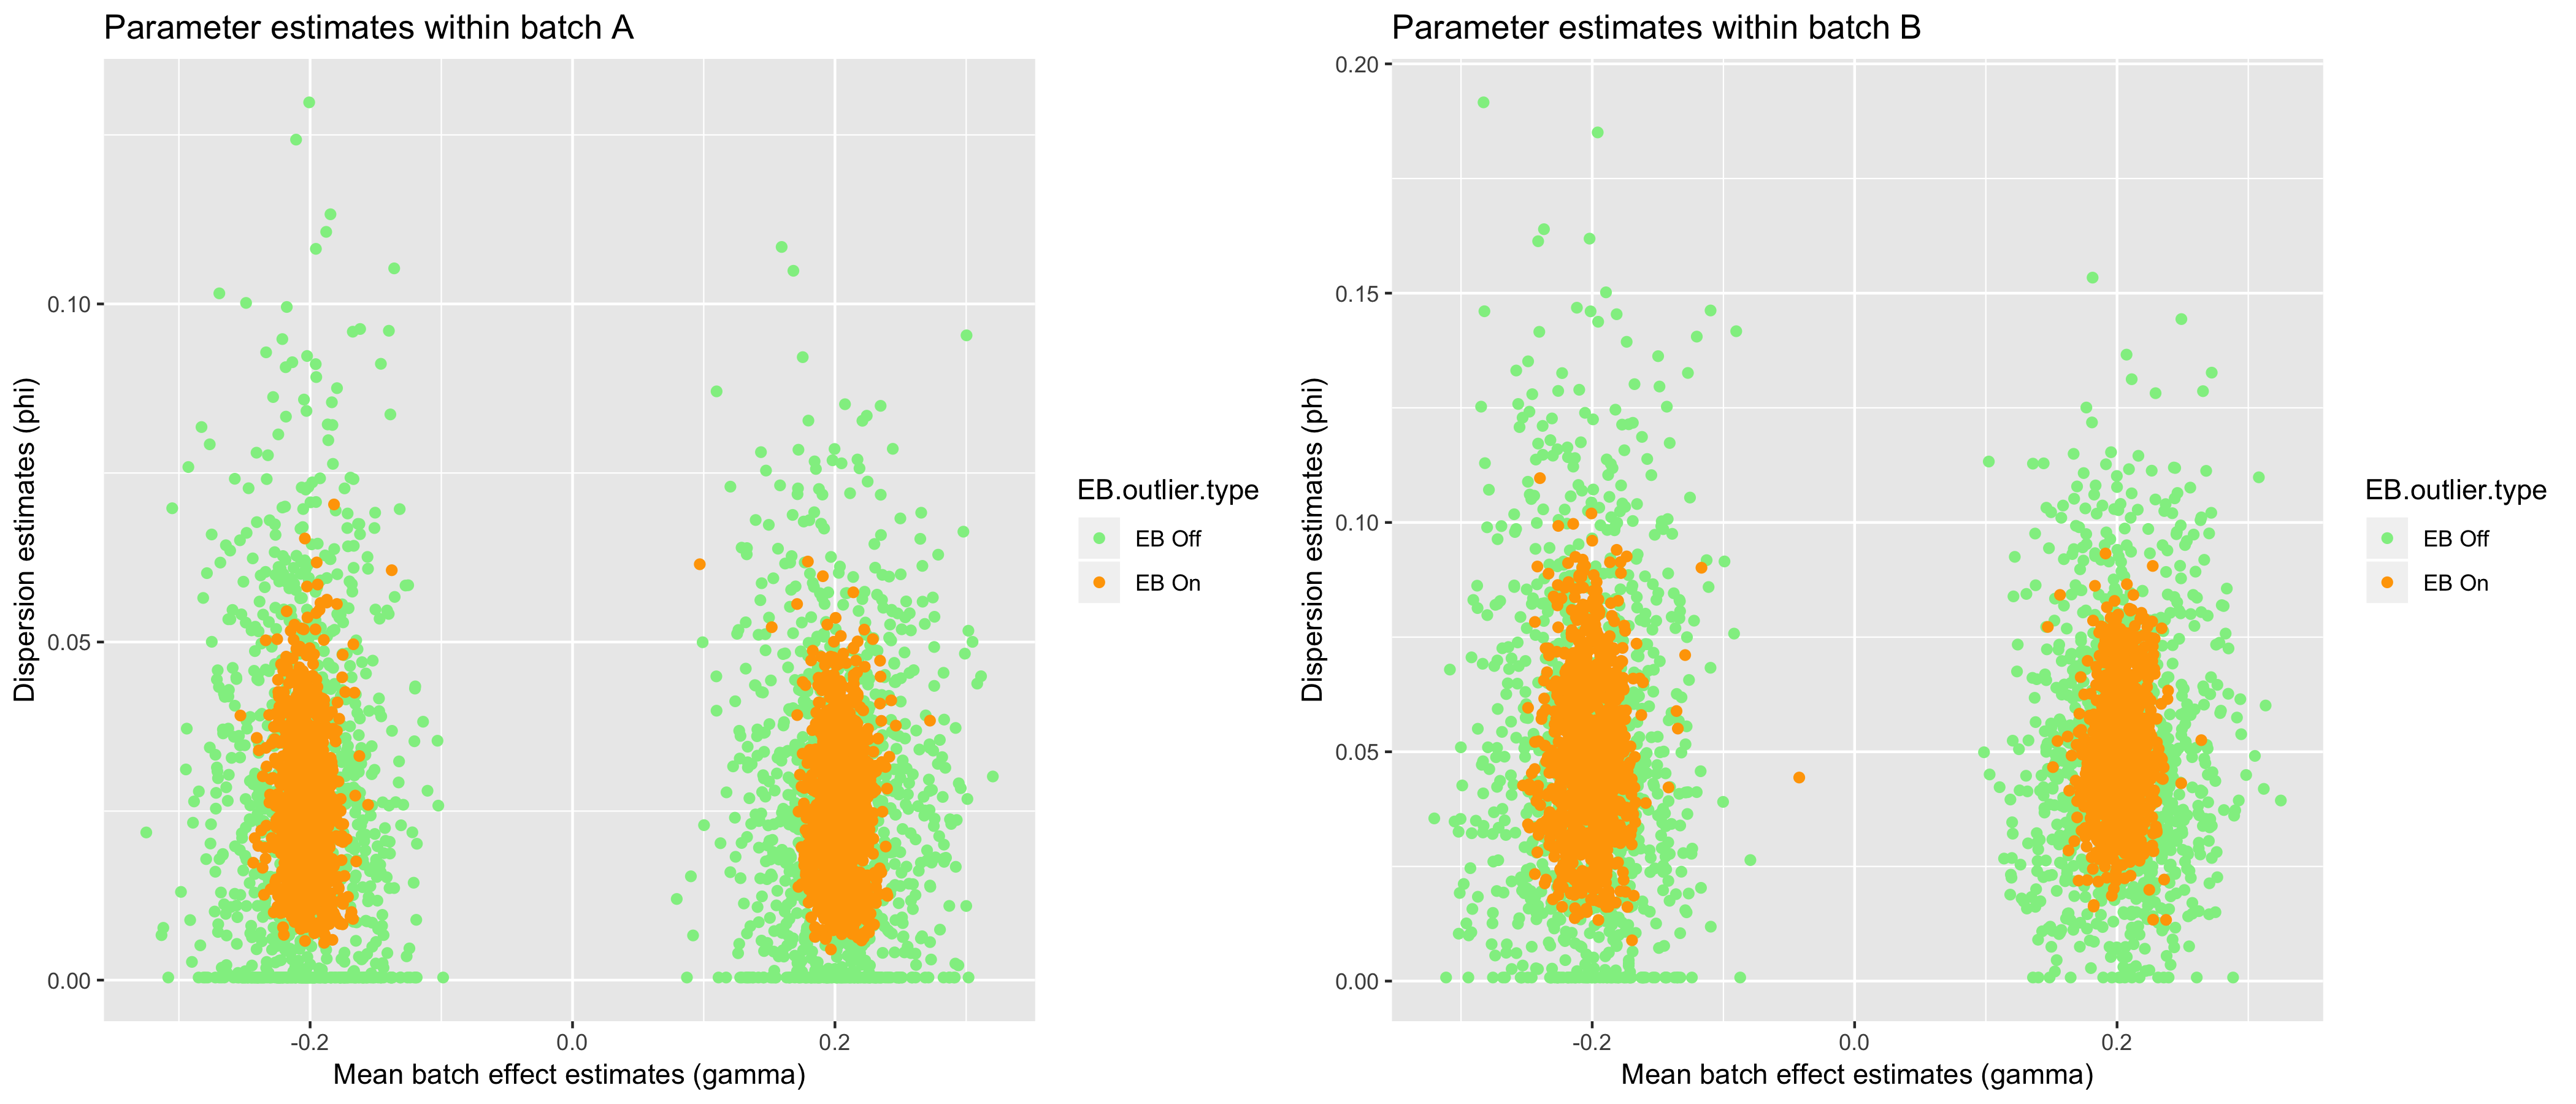 Parameter estimates within batch A
Dispersion estimates (phi)
0.10
0.05
0.00
-0.2
0.0
0.2
Mean batch effect estimates (gamma)
EB.outlier.type
EB Off
EB On
Parameter estimates within batch B
Dispersion estimates (phi)
0.20
0.15
0.10
0.05
0.00
-0.2
0.0
0.2
Mean batch effect estimates (gamma)
EB.outlier.type
EB Off
EB On